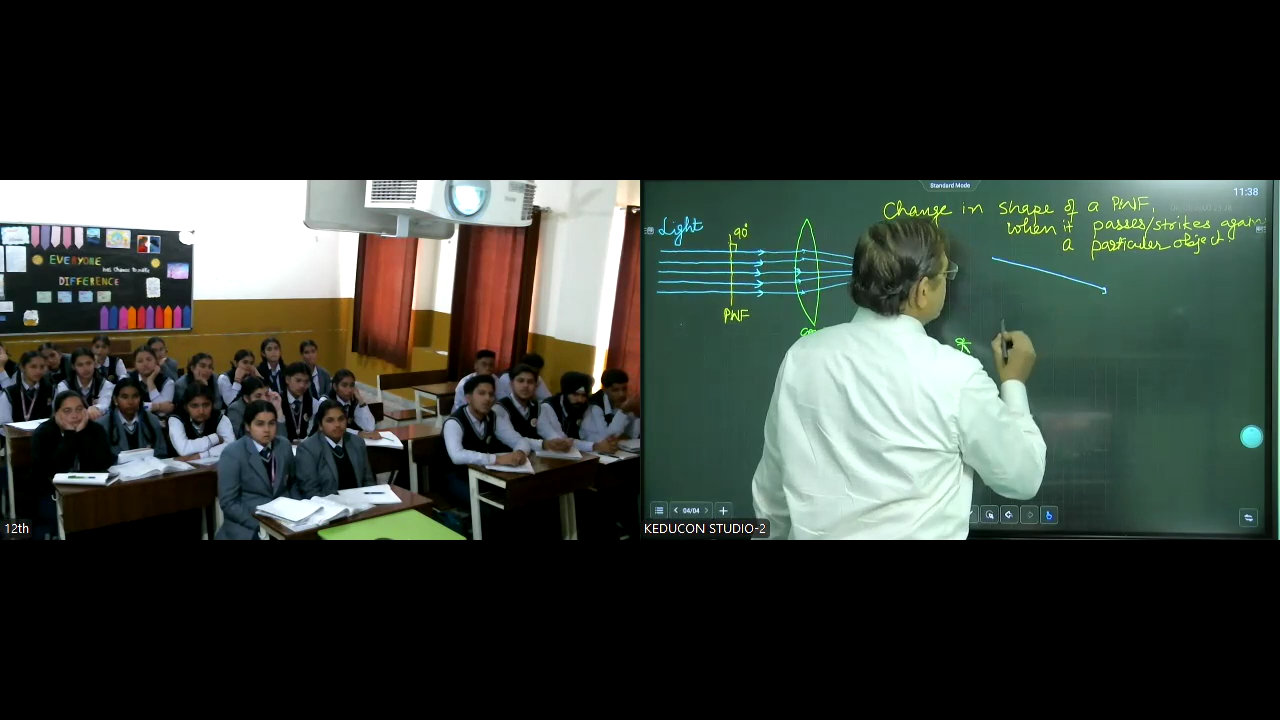 EVERYONE
DIFFERENCE
12th
Standard Mode
11:38
Change in shape of a PWF,
when it passes/strikes
a particular object.
Light
90°
PWF
04/04
KEDUCON STUDIO-2